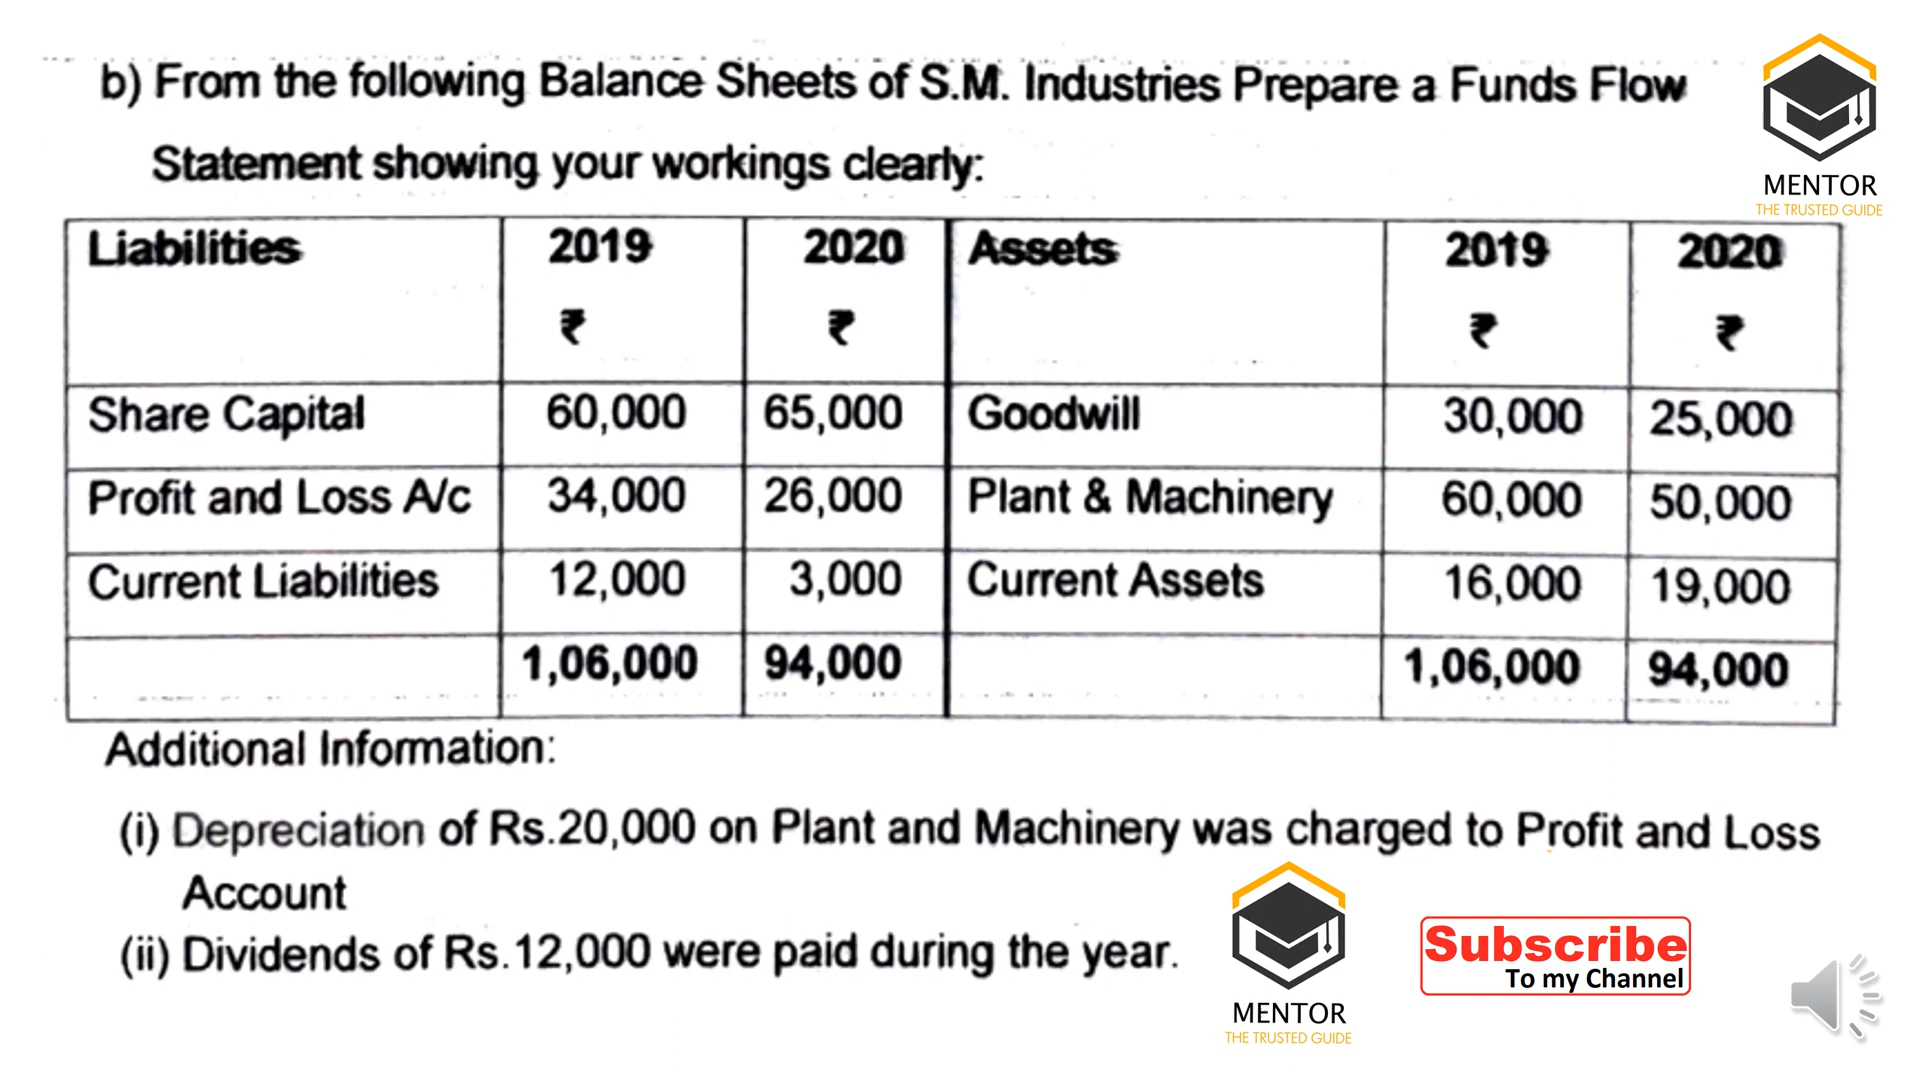 b) From the following Balance Sheets of S.M. Industries Prepare a Funds Flow
Statement showing your workings clearly:
MENTOR
THE TRUSTED GUIDE
Liabilities 2019 2020 Assets 2019 2020
₹ ₹ ₹ ₹
Share Capital 60,000 65,000 Goodwill 30,000 25,000
Profit and Loss A/c 34,000 26,000 Plant & Machinery 60,000 50,000
Current Liabilities 12,000 3,000 Current Assets 16,000 19,000
1,06,000 94,000 1,06,000 94,000
Additional Information:
(i) Depreciation of Rs.20,000 on Plant and Machinery was charged to Profit and Loss
Account
(ii) Dividends of Rs.12,000 were paid during the year.
MENTOR
THE TRUSTED GUIDE
Subscribe
To my Channel